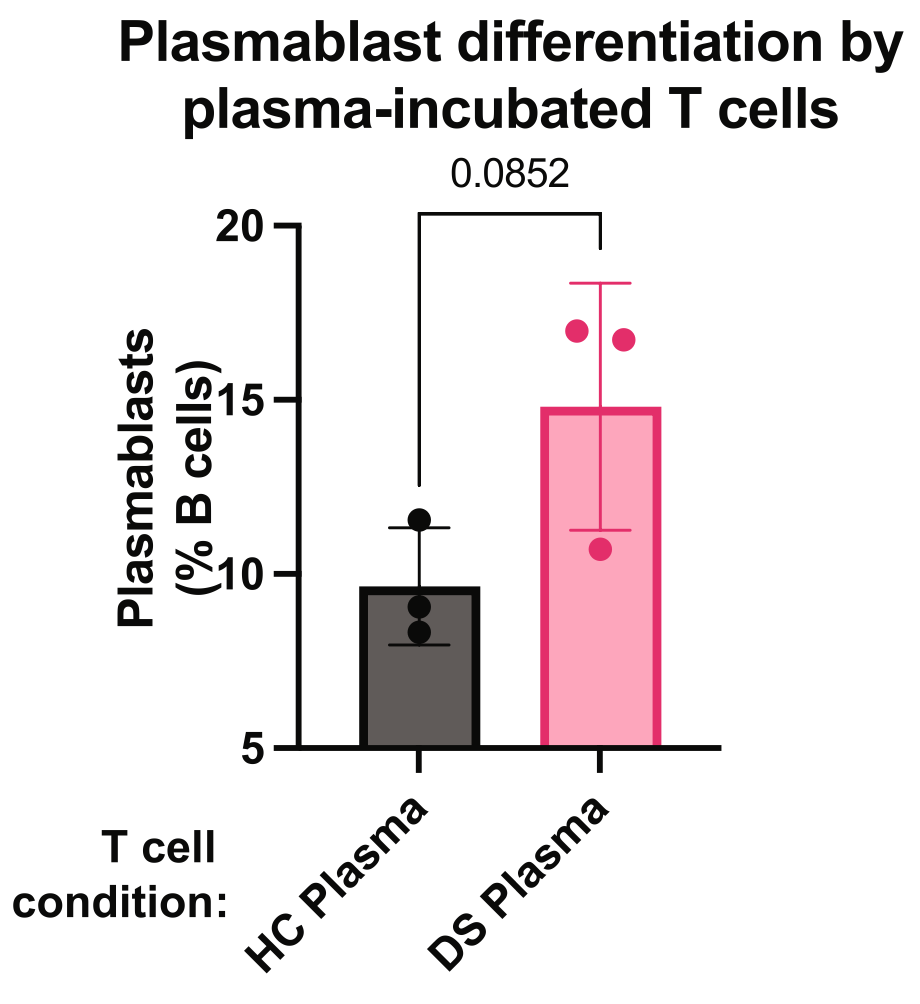 Plasmablast differentiation by
plasma-incubated T cells
0.0852
20
15
10
5
Plasmablasts
(% B cells)
T cell
condition:
HC Plasma
DS Plasma